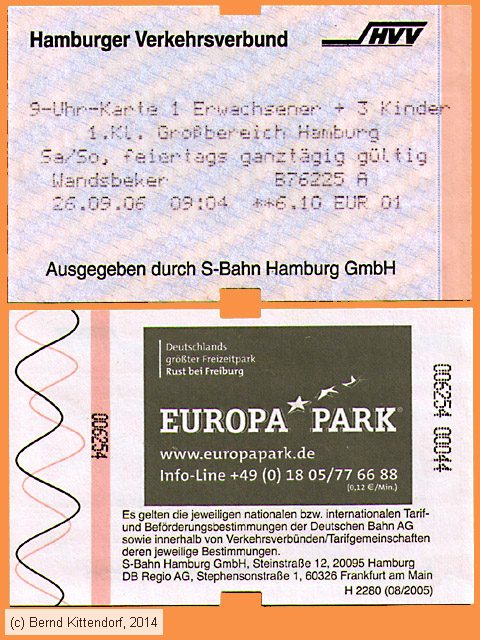 Hamburger Verkehrsverbund
HVV
9-Uhr-Karte 1 Erwachsener + 3 Kinder
1.Kl. Großbereich Hamburg
Sa/So, feiertags ganztägig gültig
Wandsbeker B76225 A
26.09.06 09:04 **6.10 EUR 01
Ausgegeben durch S-Bahn Hamburg GmbH
Deutschlands
größter Freizeitpark
Rust bei Freiburg
EUROPA PARK®
www.europapark.de
Info-Line +49 (0) 18 05/77 66 88
(0,12 €/Min.)
006254
006254 00044
Es gelten die jeweiligen nationalen bzw. internationalen Tarif-
und Beförderungsbestimmungen der Deutschen Bahn AG
sowie innerhalb von Verkehrsverbünden/Tarifgemeinschaften
deren jeweilige Bestimmungen.
S-Bahn Hamburg GmbH, Steinstraße 12, 20095 Hamburg
DB Regio AG, Stephensonstraße 1, 60326 Frankfurt am Main
H 2280 (08/2005)
(c) Bernd Kittendorf, 2014